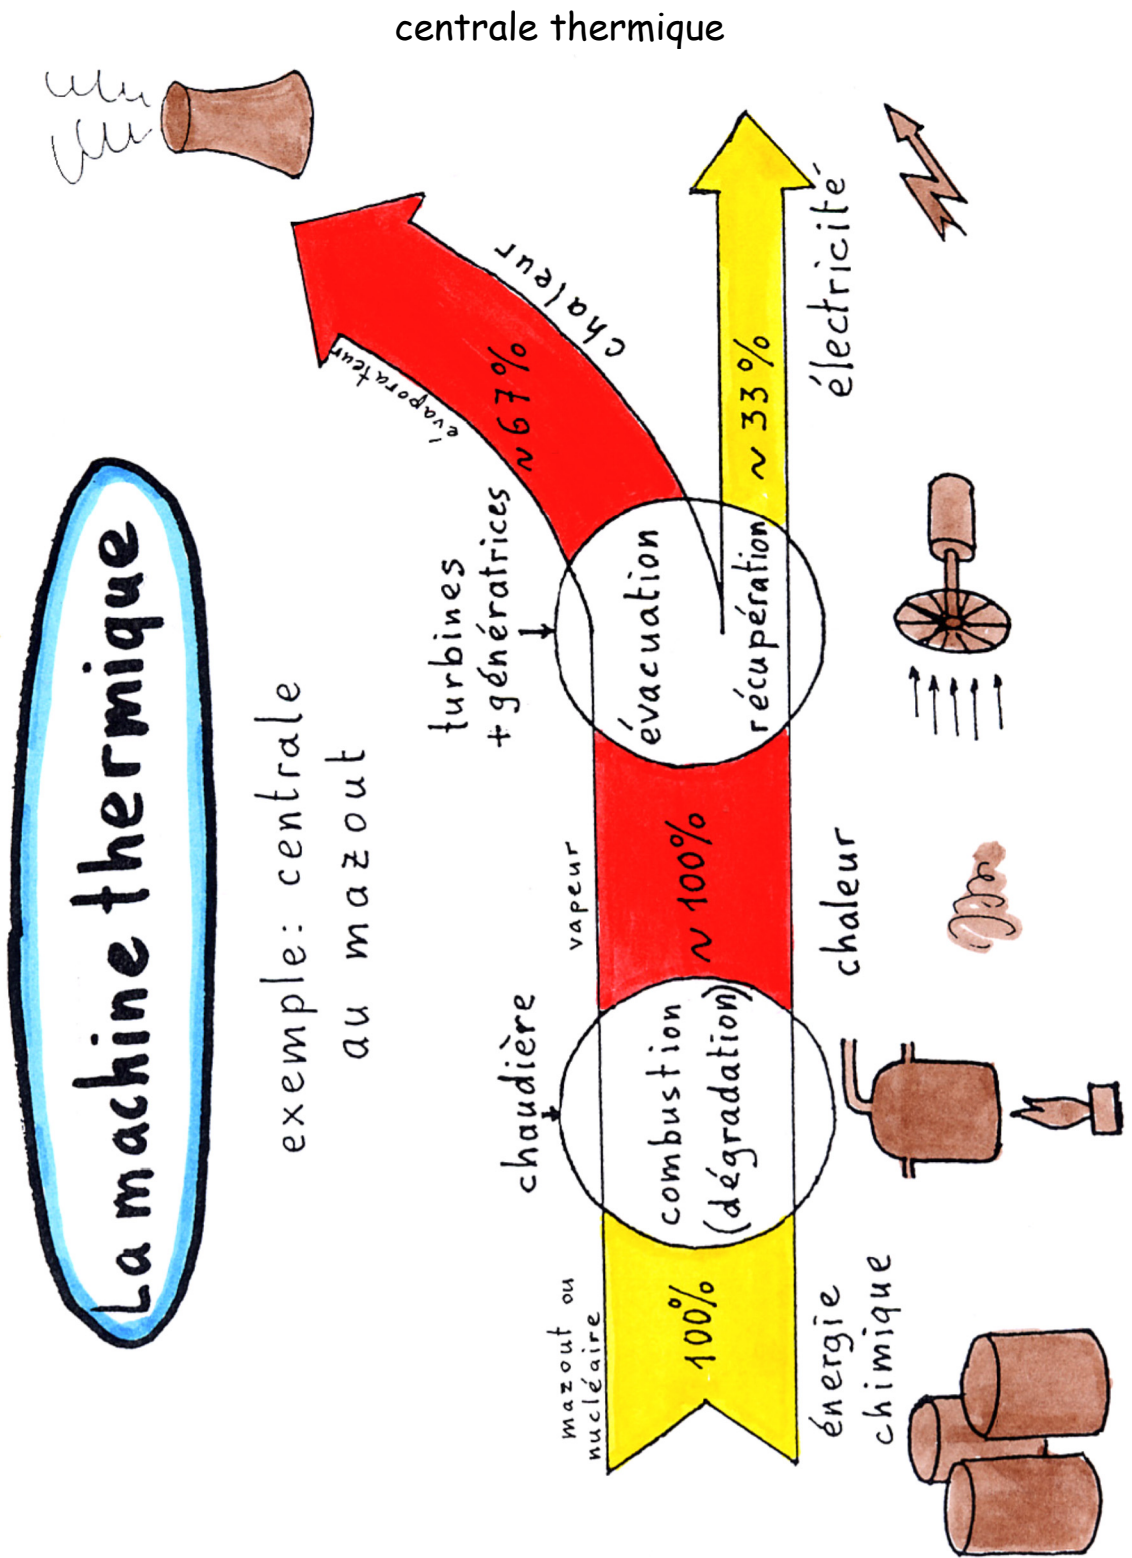 centrale thermique
La machine thermique
exemple: centrale
au mazout
mazout ou
nucléaire
100%
énergie
chimique
chaudière
combustion
(dégradation)
vapeur
~ 100%
chaleur
turbines
+ génératrices
évacuation
récupération
évaporateur
~ 67%
chaleur
~ 33%
électricité